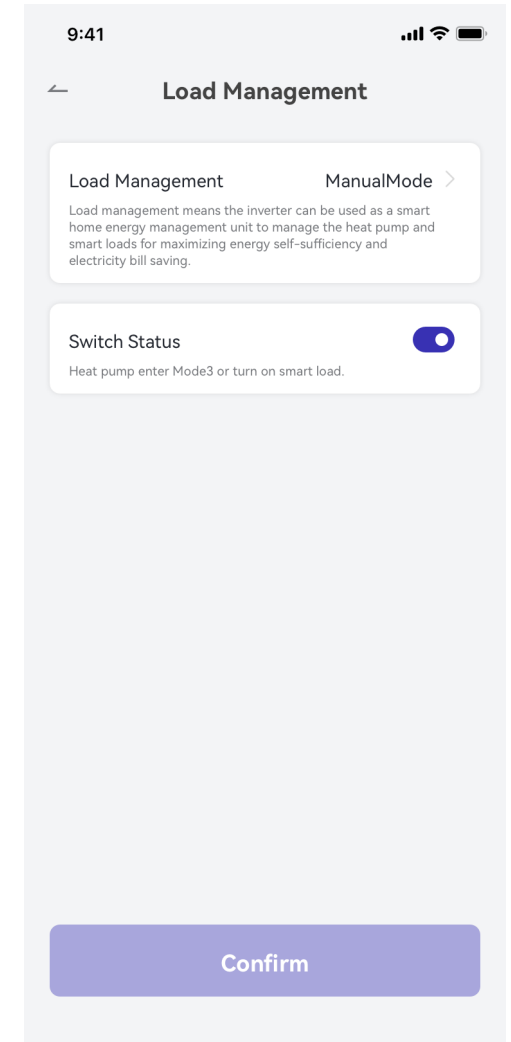 9:41
Load Management
Load Management ManualMode
Load management means the inverter can be used as a smart
home energy management unit to manage the heat pump and
smart loads for maximizing energy self-sufficiency and
electricity bill saving.
Switch Status
Heat pump enter Mode3 or turn on smart load.
Confirm